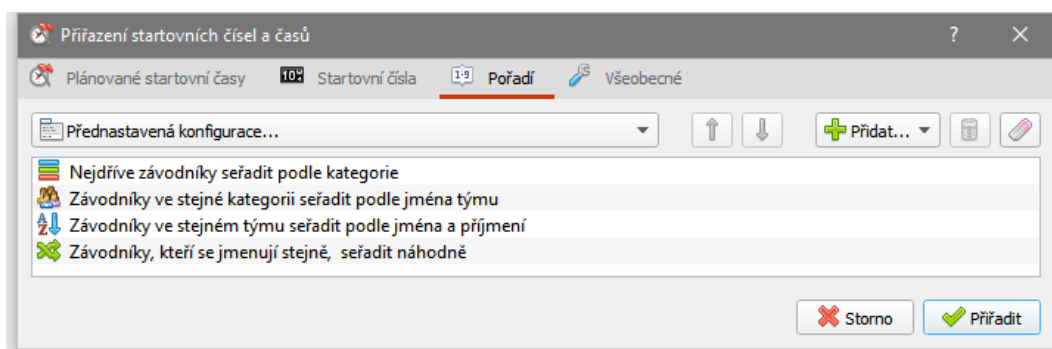 Přiřazení startovních čísel a časů
Plánované startovní časy Startovní čísla Pořadí Všeobecné
Přednastavená konfigurace... Přidat...
Nejdříve závodníky seřadit podle kategorie
Závodníky ve stejné kategorii seřadit podle jména týmu
Závodníky ve stejném týmu seřadit podle jména a příjmení
Závodníky, kteří se jmenují stejně, seřadit náhodně
Storno Přiřadit